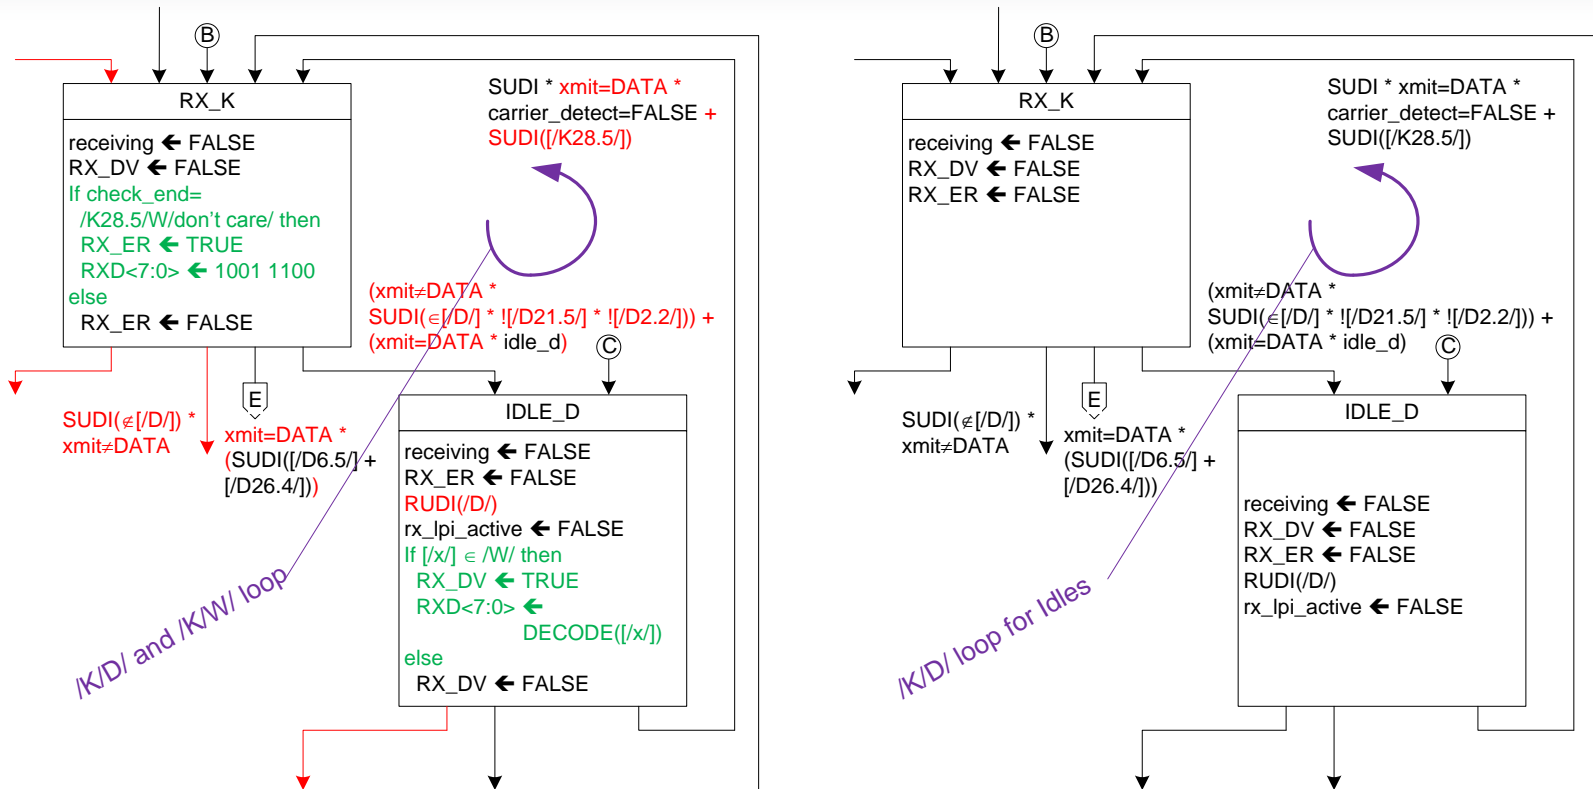 B
RX_K
receiving 🡸 FALSE
RX_DV 🡸 FALSE
If check_end=
/K28.5/W/don't care/ then
RX_ER 🡸 TRUE
RXD<7:0> 🡸 1001 1100
else
RX_ER 🡸 FALSE
SUDI * xmit=DATA *
carrier_detect=FALSE +
SUDI([/K28.5/])
(xmit≠DATA *
SUDI(∈[/D/] * ![/D21.5/] * ![/D2.2/])) +
(xmit=DATA * idle_d)
C
SUDI(∉[/D/]) *
xmit≠DATA
E
xmit=DATA *
(SUDI([/D6.5/] +
[/D26.4/]))
IDLE_D
receiving 🡸 FALSE
RX_ER 🡸 FALSE
RUDI(/D/)
rx_lpi_active 🡸 FALSE
If [/x/] ∈ /W/ then
RX_DV 🡸 TRUE
RXD<7:0> 🡸
DECODE([/x/])
else
RX_DV 🡸 FALSE
/K/D/ and /K/W/ loop
B
RX_K
receiving 🡸 FALSE
RX_DV 🡸 FALSE
RX_ER 🡸 FALSE
SUDI * xmit=DATA *
carrier_detect=FALSE +
SUDI([/K28.5/])
(xmit≠DATA *
SUDI(∈[/D/] * ![/D21.5/] * ![/D2.2/])) +
(xmit=DATA * idle_d)
C
SUDI(∉[/D/]) *
xmit≠DATA
E
xmit=DATA *
(SUDI([/D6.5/] +
[/D26.4/]))
IDLE_D
receiving 🡸 FALSE
RX_DV 🡸 FALSE
RX_ER 🡸 FALSE
RUDI(/D/)
rx_lpi_active 🡸 FALSE
/K/D/ loop for Idles